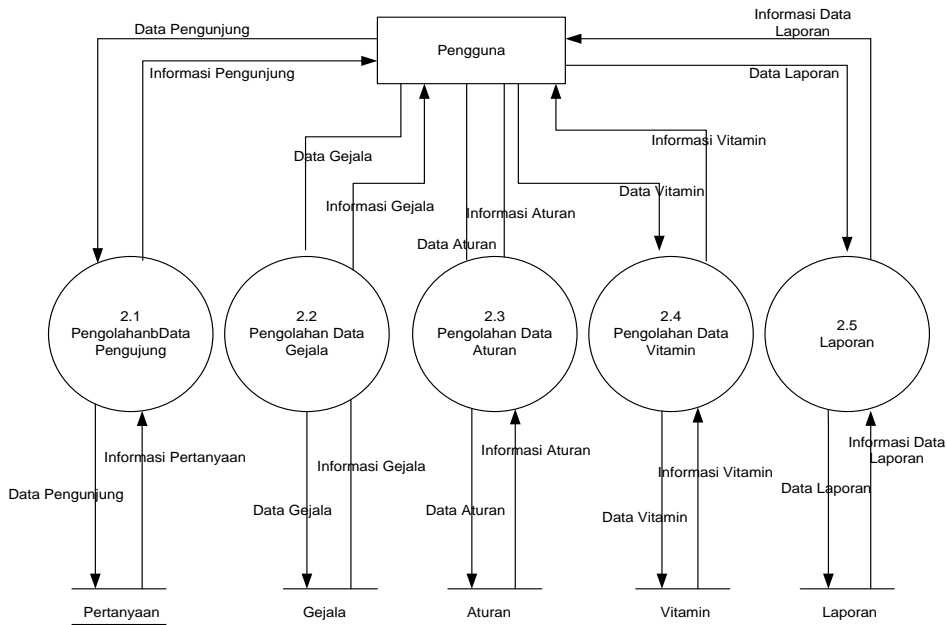 Data Pengunjung
Informasi Pengunjung
Pengguna
Informasi Data
Laporan
Data Laporan
Data Gejala
Informasi Gejala
Data Aturan
Informasi Aturan
Data Vitamin
Informasi Vitamin
2.1
PengolahanbData
Pengujung
2.2
Pengolahan Data
Gejala
2.3
Pengolahan Data
Aturan
2.4
Pengolahan Data
Vitamin
2.5
Laporan
Data Pengunjung
Informasi Pertanyaan
Data Gejala
Informasi Gejala
Data Aturan
Informasi Aturan
Data Vitamin
Informasi Vitamin
Data Laporan
Informasi Data
Laporan
Pertanyaan
Gejala
Aturan
Vitamin
Laporan